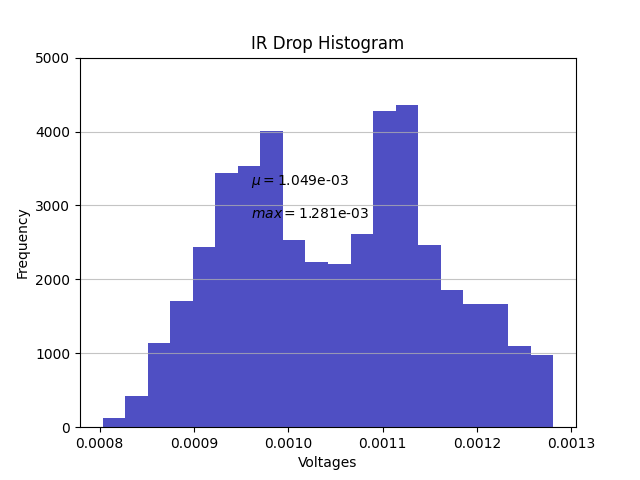 IR Drop Histogram
5000
4000
3000
2000
1000
0
Frequency
μ = 1.049e-03
max = 1.281e-03
0.0008 0.0009 0.0010 0.0011 0.0012 0.0013
Voltages